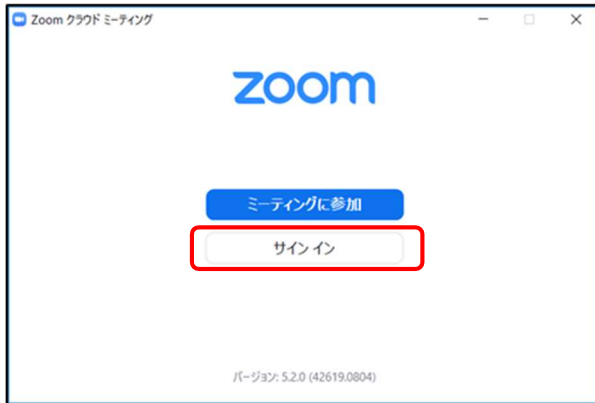 Zoom クラウド ミーティング
zoom
ミーティングに参加
サイン イン
バージョン: 5.2.0 (42619.0804)